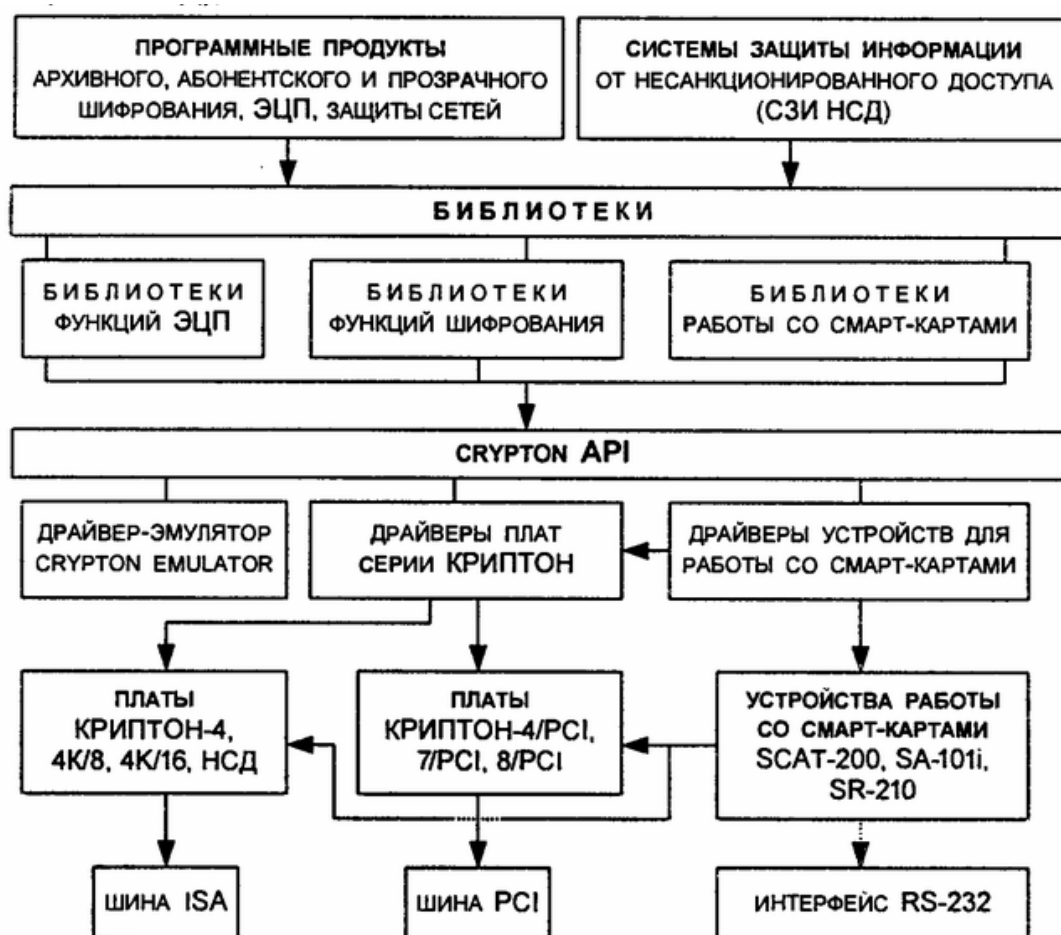 ПРОГРАММНЫЕ ПРОДУКТЫ
АРХИВНОГО, АБОНЕНТСКОГО И ПРОЗРАЧНОГО
ШИФРОВАНИЯ, ЭЦП, ЗАЩИТЫ СЕТЕЙ
СИСТЕМЫ ЗАЩИТЫ ИНФОРМАЦИИ
ОТ НЕСАНКЦИОНИРОВАННОГО ДОСТУПА
(СЗИ НСД)
БИБЛИОТЕКИ
БИБЛИОТЕКИ
ФУНКЦИЙ ЭЦП
БИБЛИОТЕКИ
ФУНКЦИЙ ШИФРОВАНИЯ
БИБЛИОТЕКИ
РАБОТЫ СО СМАРТ-КАРТАМИ
CRYPTON API
ДРАЙВЕР-ЭМУЛЯТОР
CRYPTON EMULATOR
ДРАЙВЕРЫ ПЛАТ
СЕРИИ КРИПТОН
ДРАЙВЕРЫ УСТРОЙСТВ ДЛЯ
РАБОТЫ СО СМАРТ-КАРТАМИ
ПЛАТЫ
КРИПТОН-4,
4К/8, 4К/16, НСД
ПЛАТЫ
КРИПТОН-4/PCI,
7/PCI, 8/PCI
УСТРОЙСТВА РАБОТЫ
СО СМАРТ-КАРТАМИ
SCAT-200, SA-101i,
SR-210
ШИНА ISA
ШИНА PCI
ИНТЕРФЕЙС RS-232